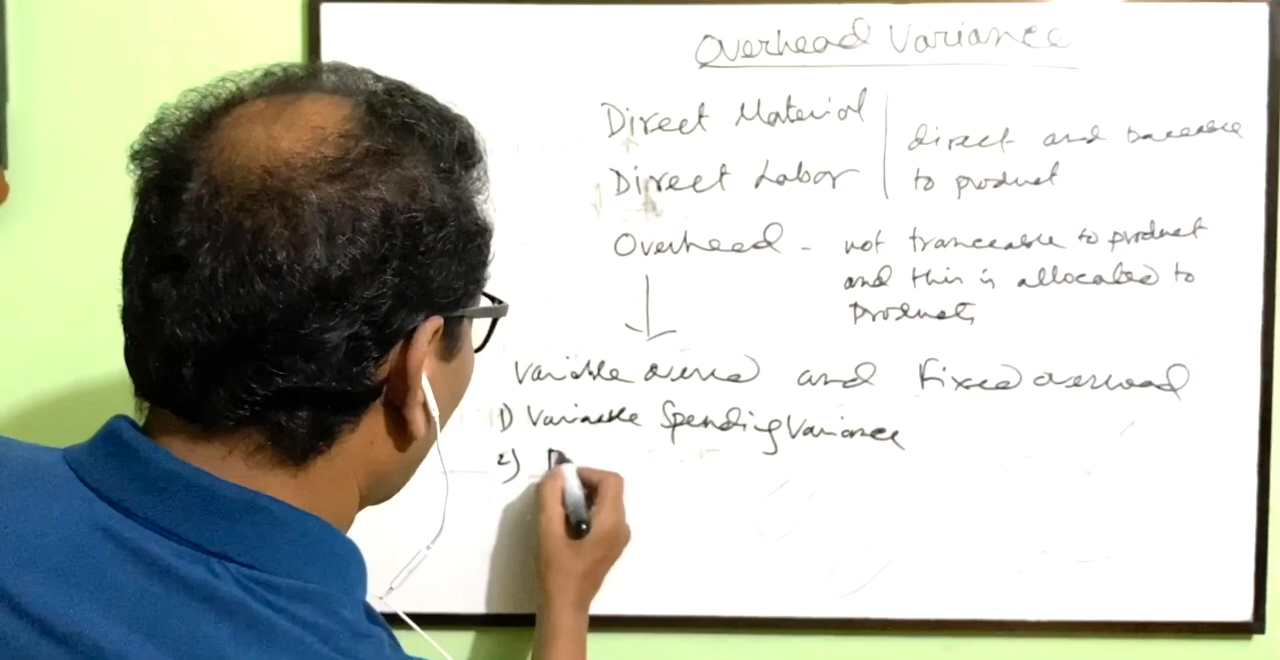 Overhead Variance
Direct Material
Direct Labor
direct and traceable
to product
Overhead - not tranceable to product
and this is allocated to
products
Variable overhead and Fixed overhead
1) Variable Spending Variance
2)